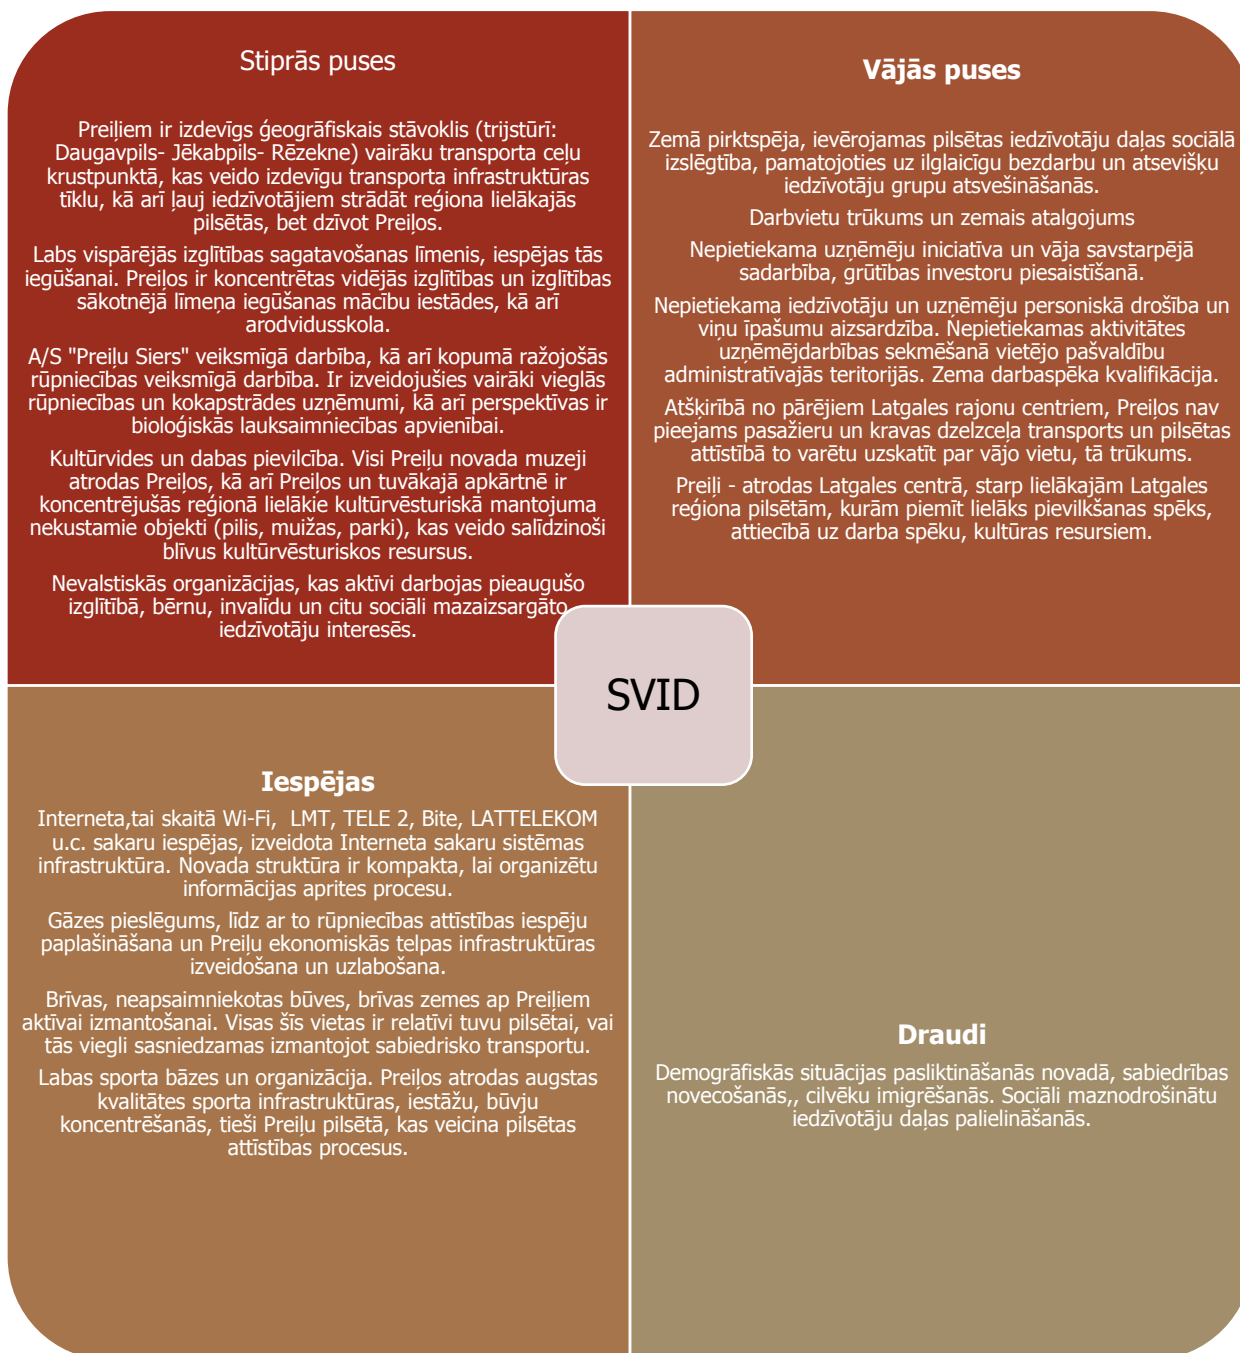 Stiprās puses
Preiļiem ir izdevīgs ģeogrāfiskais stāvoklis (trijstūrī:
Daugavpils- Jēkabpils- Rēzekne) vairāku transporta ceļu
krustpunktā, kas veido izdevīgu transporta infrastruktūras
tīklu, kā arī ļauj iedzīvotājiem strādāt reģiona lielākajās
pilsētās, bet dzīvot Preiļos.
Labs vispārējās izglītības sagatavošanas līmenis, iespējas tās
iegūšanai. Preiļos ir koncentrētas vidējās izglītības un izglītības
sākotnējā līmeņa iegūšanas mācību iestādes, kā arī
arodvidusskola.
A/S "Preiļu Siers" veiksmīgā darbība, kā arī kopumā ražojošās
rūpniecības veiksmīgā darbība. Ir izveidojušies vairāki vieglās
rūpniecības un kokapstrādes uzņēmumi, kā arī perspektīvas ir
bioloģiskās lauksaimniecības apvienībai.
Kultūrvides un dabas pievilcība. Visi Preiļu novada muzeji
atrodas Preiļos, kā arī Preiļos un tuvākajā apkārtnē ir
koncentrējušās reģionā lielākie kultūrvēsturiskā mantojuma
nekustamie objekti (pilis, muižas, parki), kas veido salīdzinoši
blīvus kultūrvēsturiskos resursus.
Nevalstiskās organizācijas, kas aktīvi darbojas pieaugušo
izglītībā, bērnu, invalīdu un citu sociāli mazaizsargāto
iedzīvotāju interesēs.
Vājās puses
Zemā pirktspēja, ievērojamas pilsētas iedzīvotāju daļas sociālā
izslēgtība, pamatojoties uz ilglaicīgu bezdarbu un atsevišķu
iedzīvotāju grupu atsvešināšanās.
Darbvietu trūkums un zemais atalgojums
Nepietiekama uzņēmēju iniciatīva un vāja savstarpējā
sadarbība, grūtības investoru piesaistīšanā.
Nepietiekama iedzīvotāju un uzņēmēju personiskā drošība un
viņu īpašumu aizsardzība. Nepietiekamas aktivitātes
uzņēmējdarbības sekmēšanā vietējo pašvaldību
administratīvajās teritorijās. Zema darbaspēka kvalifikācija.
Atšķirībā no pārējiem Latgales rajonu centriem, Preiļos nav
pieejams pasažieru un kravas dzelzceļa transports un pilsētas
attīstībā to varētu uzskatīt par vājo vietu, tā trūkums.
Preiļi - atrodas Latgales centrā, starp lielākajām Latgales
reģiona pilsētām, kurām piemīt lielāks pievilkšanas spēks,
attiecībā uz darba spēku, kultūras resursiem.
SVID
Iespējas
Interneta,tai skaitā Wi-Fi, LMT, TELE 2, Bite, LATTELEKOM
u.c. sakaru iespējas, izveidota Interneta sakaru sistēmas
infrastruktūra. Novada struktūra ir kompakta, lai organizētu
informācijas aprites procesu.
Gāzes pieslēgums, līdz ar to rūpniecības attīstības iespēju
paplašināšana un Preiļu ekonomiskās telpas infrastruktūras
izveidošana un uzlabošana.
Brīvas, neapsaimniekotas būves, brīvas zemes ap Preiļiem
aktīvai izmantošanai. Visas šīs vietas ir relatīvi tuvu pilsētai, vai
tās viegli sasniedzamas izmantojot sabiedrisko transportu.
Labas sporta bāzes un organizācija. Preiļos atrodas augstas
kvalitātes sporta infrastruktūras, iestāžu, būvju
koncentrēšanās, tieši Preiļu pilsētā, kas veicina pilsētas
attīstības procesus.
Draudi
Demogrāfiskās situācijas pasliktināšanās novadā, sabiedrības
novecošanās,, cilvēku imigrēšanās. Sociāli maznodrošinātu
iedzīvotāju daļas palielināšanās.